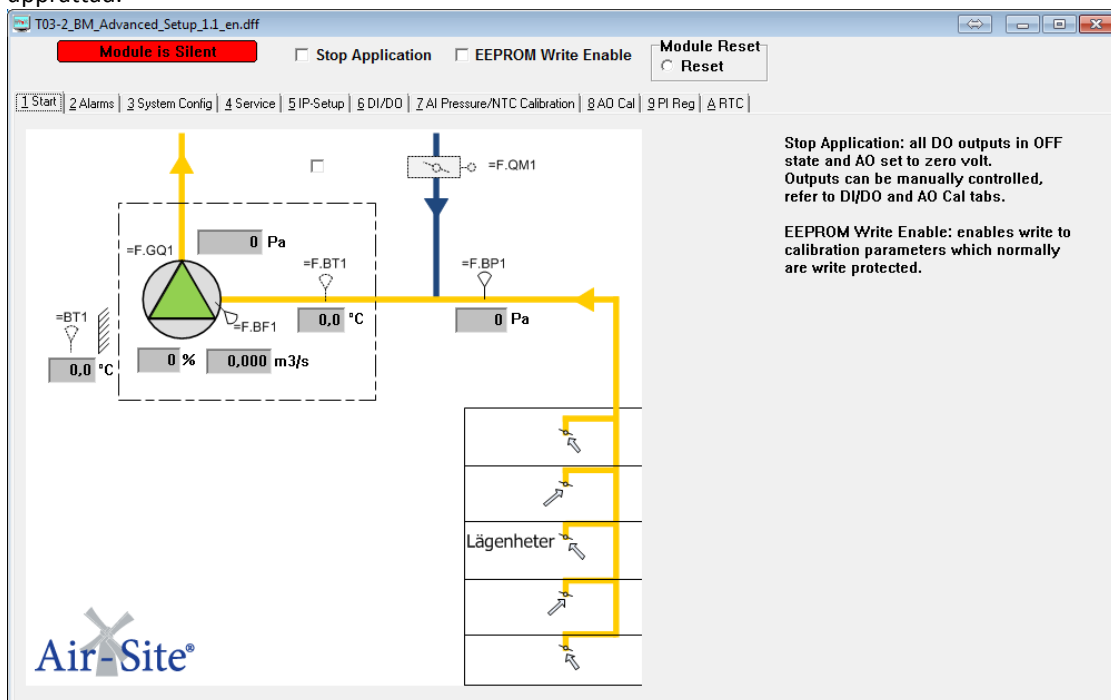 T03-2_BM_Advanced_Setup_1.1_en.dff
Module is Silent
Stop Application
EEPROM Write Enable
Module Reset
Reset
1 Start
2 Alarms
3 System Config
4 Service
5 IP-Setup
6 DI/DO
7 AI Pressure/NTC Calibration
8 AO Cal
9 PI Reg
A RTC
Stop Application: all DO outputs in OFF
state and AO set to zero volt.
Outputs can be manually controlled,
refer to DI/DO and AO Cal tabs.
EEPROM Write Enable: enables write to
calibration parameters which normally
are write protected.
=F.QM1
0 Pa
=F.GQ1
=F.BT1
=F.BP1
=BT1
=F.BF1
0,0 °C
0 Pa
0 %
0,000 m3/s
0,0 °C
Lägenheter
Air-Site®